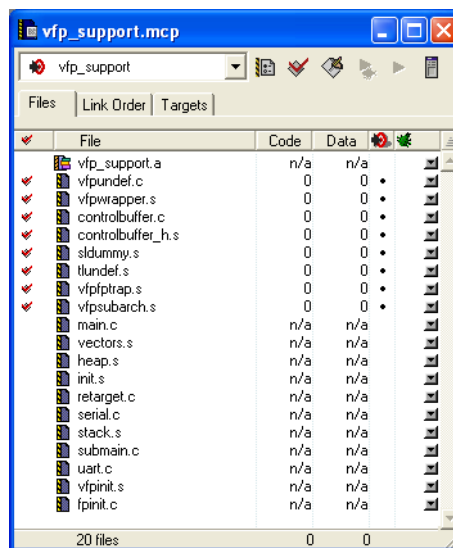 vfp_support.mcp
vfp_support
Files Link Order Targets
File Code Data
vfp_support.a n/a n/a
vfpundef.c 0 0 •
vfpwrapper.s 0 0 •
controlbuffer.c 0 0 •
controlbuffer_h.s 0 0 •
sldummy.s 0 0 •
tlundef.s 0 0 •
vfpfptrap.s 0 0 •
vfpsubarch.s 0 0 •
main.c n/a n/a
vectors.s n/a n/a
heap.s n/a n/a
init.s n/a n/a
retarget.c n/a n/a
serial.c n/a n/a
stack.s n/a n/a
submain.c n/a n/a
uart.c n/a n/a
vfpinit.s n/a n/a
fpinit.c n/a n/a
20 files 0 0